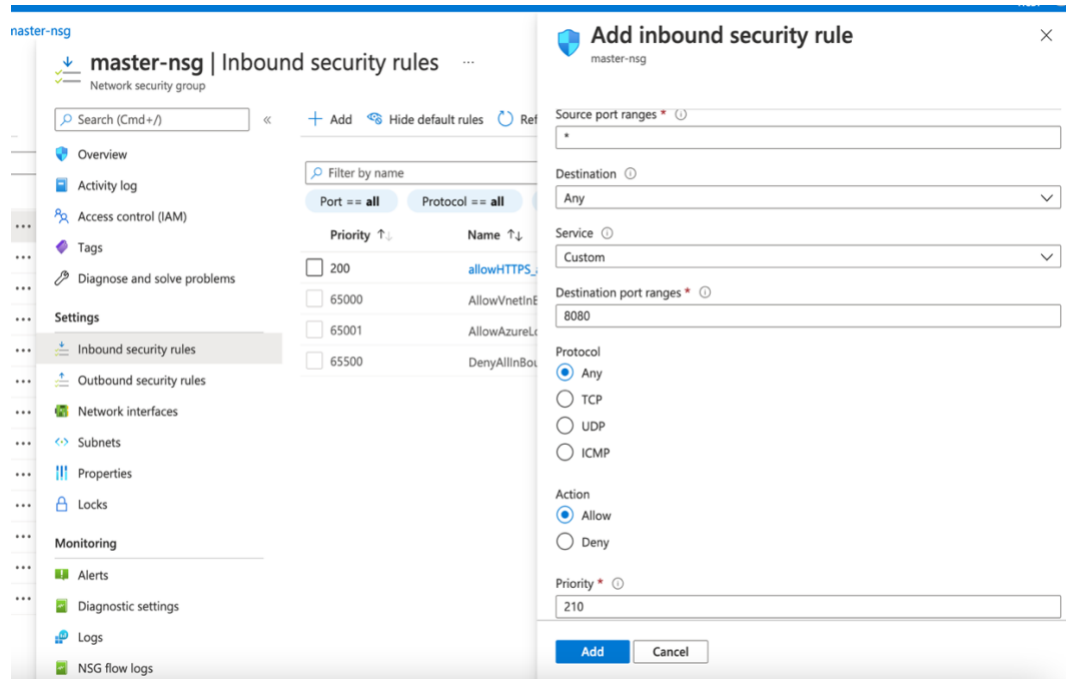 master-nsg
master-nsg | Inbound security rules ...
Network security group
Search (Cmd+/)
«
Overview
Activity log
Access control (IAM)
Tags
Diagnose and solve problems
Settings
Inbound security rules
Outbound security rules
Network interfaces
Subnets
Properties
Locks
Monitoring
Alerts
Diagnostic settings
Logs
NSG flow logs
+ Add Hide default rules Ref
Filter by name
Port == all Protocol == all
Priority ↑↓ Name ↑↓
200 allowHTTPS_
65000 AllowVnetInB
65001 AllowAzureLo
65500 DenyAllInBou
Add inbound security rule
master-nsg
Source port ranges *
*
Destination
Any
Service
Custom
Destination port ranges *
8080
Protocol
Any
TCP
UDP
ICMP
Action
Allow
Deny
Priority *
210
Add Cancel